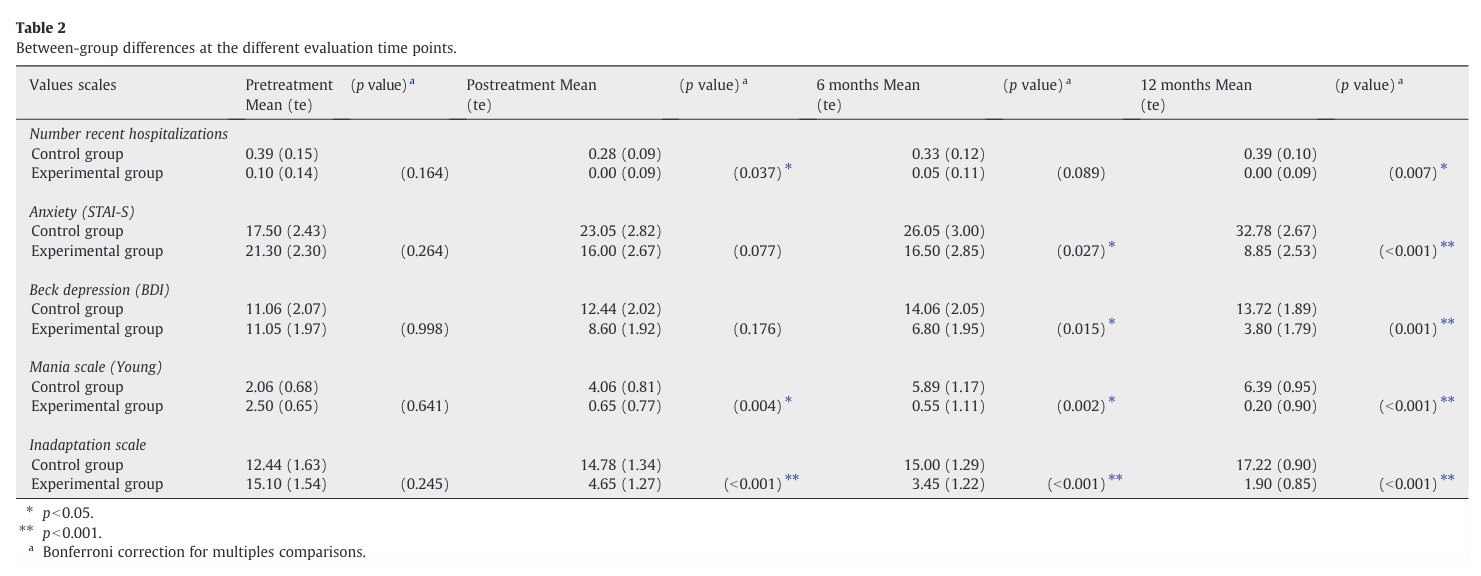 Table 2
Between-group differences at the different evaluation time points.
Values scales Pretreatment (p value) a Postreatment Mean (p value) a 6 months Mean (p value) a 12 months Mean (p value) a
Mean (te) (te) (te) (te)
Number recent hospitalizations
Control group 0.39 (0.15) 0.28 (0.09) 0.33 (0.12) 0.39 (0.10)
Experimental group 0.10 (0.14) (0.164) 0.00 (0.09) (0.037) * 0.05 (0.11) (0.089) 0.00 (0.09) (0.007) *
Anxiety (STAI-S)
Control group 17.50 (2.43) 23.05 (2.82) 26.05 (3.00) 32.78 (2.67)
Experimental group 21.30 (2.30) (0.264) 16.00 (2.67) (0.077) 16.50 (2.85) (0.027) * 8.85 (2.53) (<0.001) **
Beck depression (BDI)
Control group 11.06 (2.07) 12.44 (2.02) 14.06 (2.05) 13.72 (1.89)
Experimental group 11.05 (1.97) (0.998) 8.60 (1.92) (0.176) 6.80 (1.95) (0.015) * 3.80 (1.79) (0.001) **
Mania scale (Young)
Control group 2.06 (0.68) 4.06 (0.81) 5.89 (1.17) 6.39 (0.95)
Experimental group 2.50 (0.65) (0.641) 0.65 (0.77) (0.004) * 0.55 (1.11) (0.002) * 0.20 (0.90) (<0.001) **
Inadaptation scale
Control group 12.44 (1.63) 14.78 (1.34) 15.00 (1.29) 17.22 (0.90)
Experimental group 15.10 (1.54) (0.245) 4.65 (1.27) (<0.001) ** 3.45 (1.22) (<0.001) ** 1.90 (0.85) (<0.001) **
* p<0.05.
** p<0.001.
a Bonferroni correction for multiples comparisons.